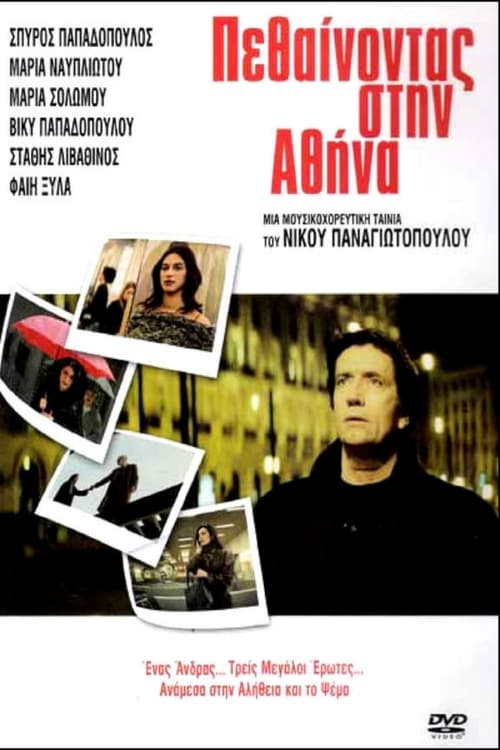 ΣΠΥΡΟΣ ΠΑΠΑΔΟΠΟΥΛΟΣ
ΜΑΡΙΑ ΝΑΥΠΛΙΩΤΟΥ
ΜΑΡΙΑ ΣΟΛΩΜΟΥ
ΒΙΚΥ ΠΑΠΑΔΟΠΟΥΛΟΥ
ΣΤΑΘΗΣ ΛΙΒΑΘΙΝΟΣ
ΦΑΙΗ ΞΥΛΑ
Πεθαίνοντας
στην
Αθήνα
ΜΙΑ ΜΟΥΣΙΚΟΧΟΡΕΥΤΙΚΗ ΤΑΙΝΙΑ
ΤΟΥ ΝΙΚΟΥ ΠΑΝΑΓΙΩΤΟΠΟΥΛΟΥ
Ένας Άνδρας... Τρείς Μεγάλοι Έρωτες...
Ανάμεσα στην Αλήθεια και το Ψέμα
DVD
VIDEO